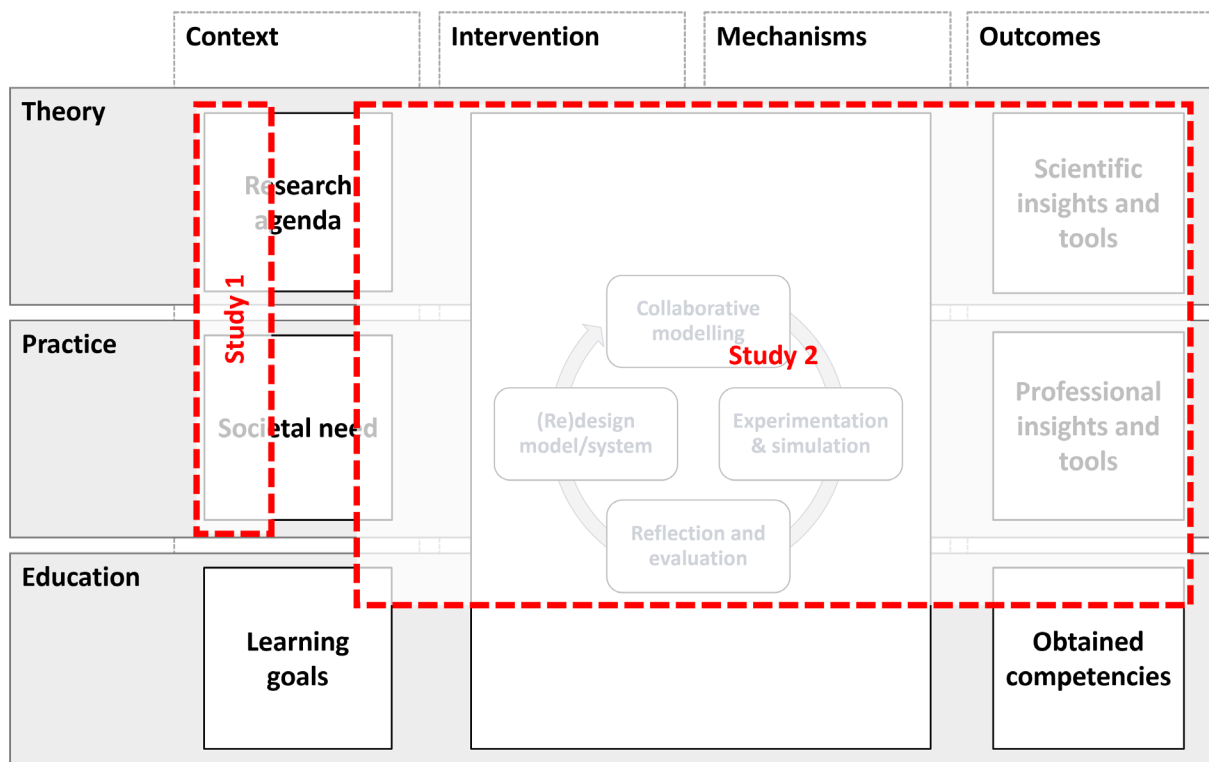 Context
Intervention
Mechanisms
Outcomes
Theory
Research
agenda
Scientific
insights and
tools
Study 1
Collaborative
modelling
Study 2
Practice
Societal need
(Re)design
model/system
Experimentation
& simulation
Professional
insights and
tools
Reflection and
evaluation
Education
Learning
goals
Obtained
competencies